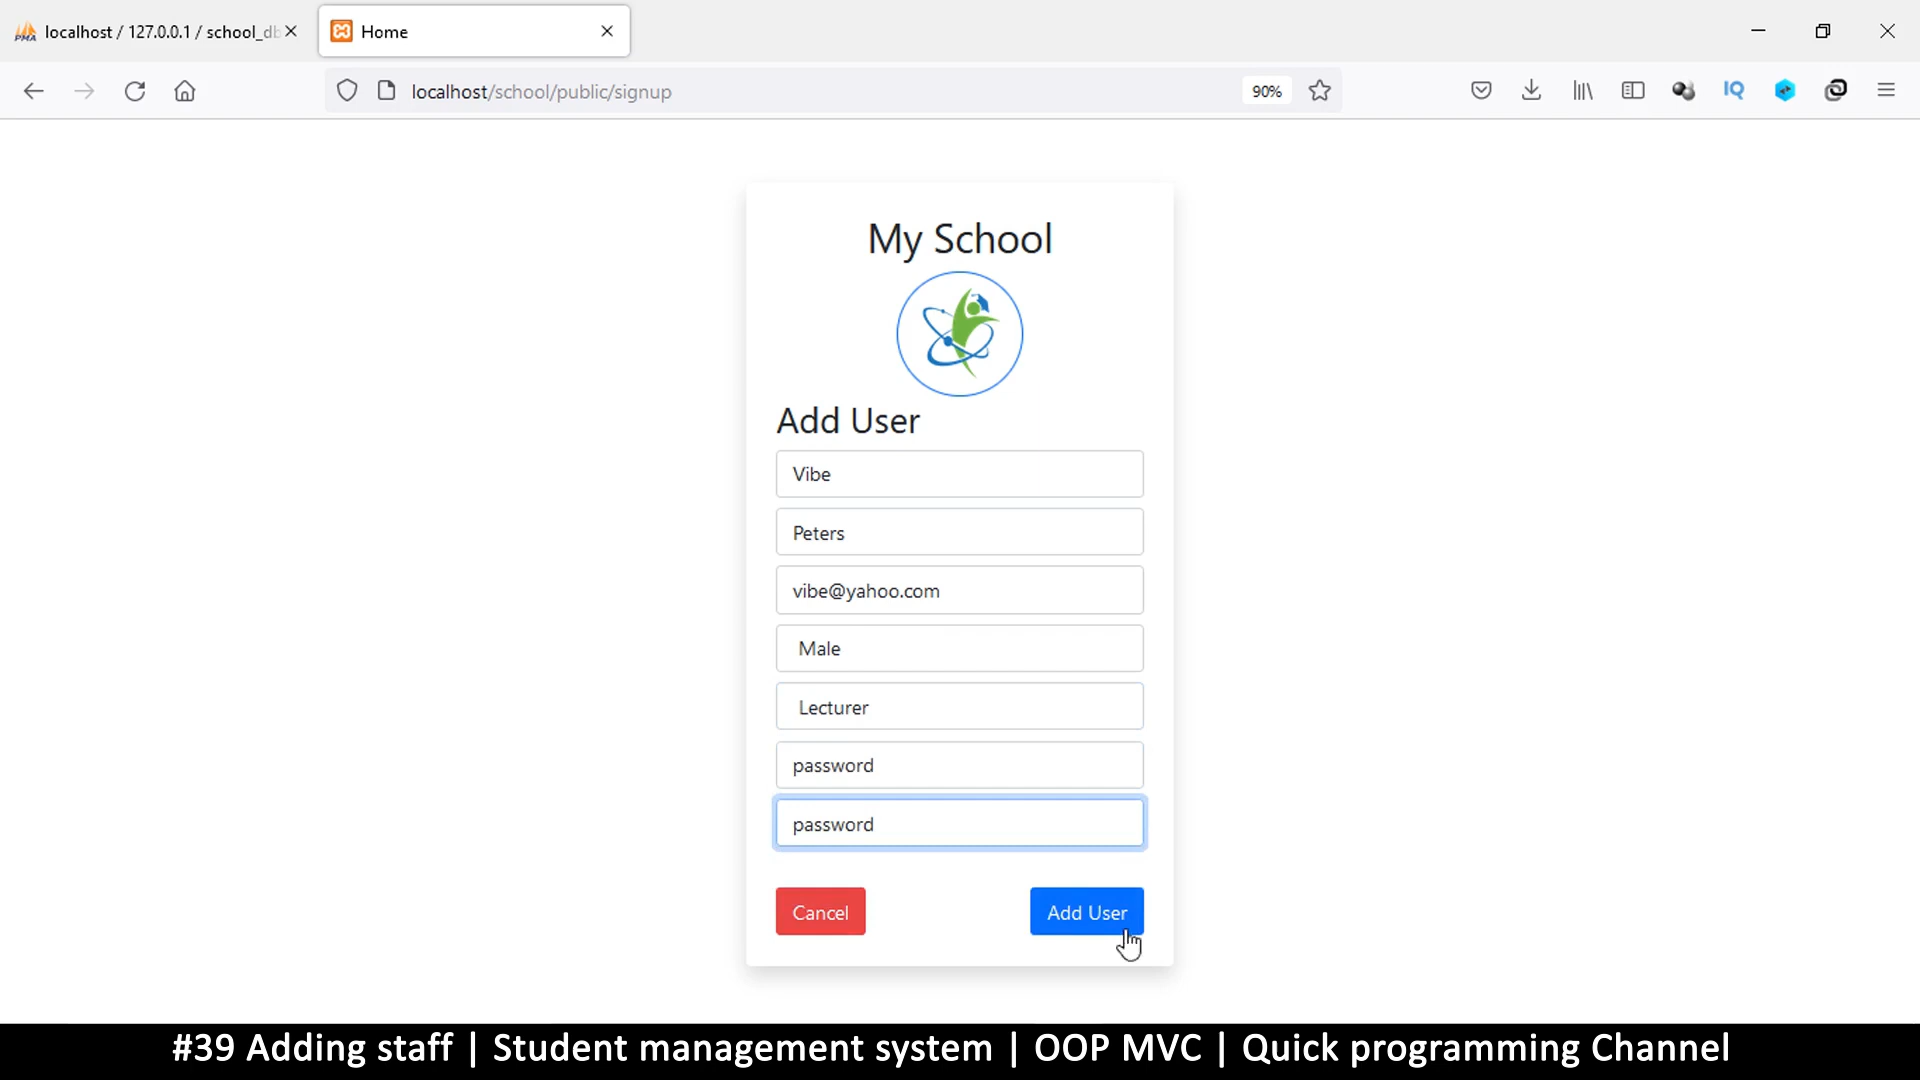 localhost / 127.0.0.1 / school_db
Home
localhost/school/public/signup
90%
IQ
My School
Add User
Vibe
Peters
vibe@yahoo.com
Male
Lecturer
password
password
Cancel
Add User
#39 Adding staff | Student management system | OOP MVC | Quick programming Channel